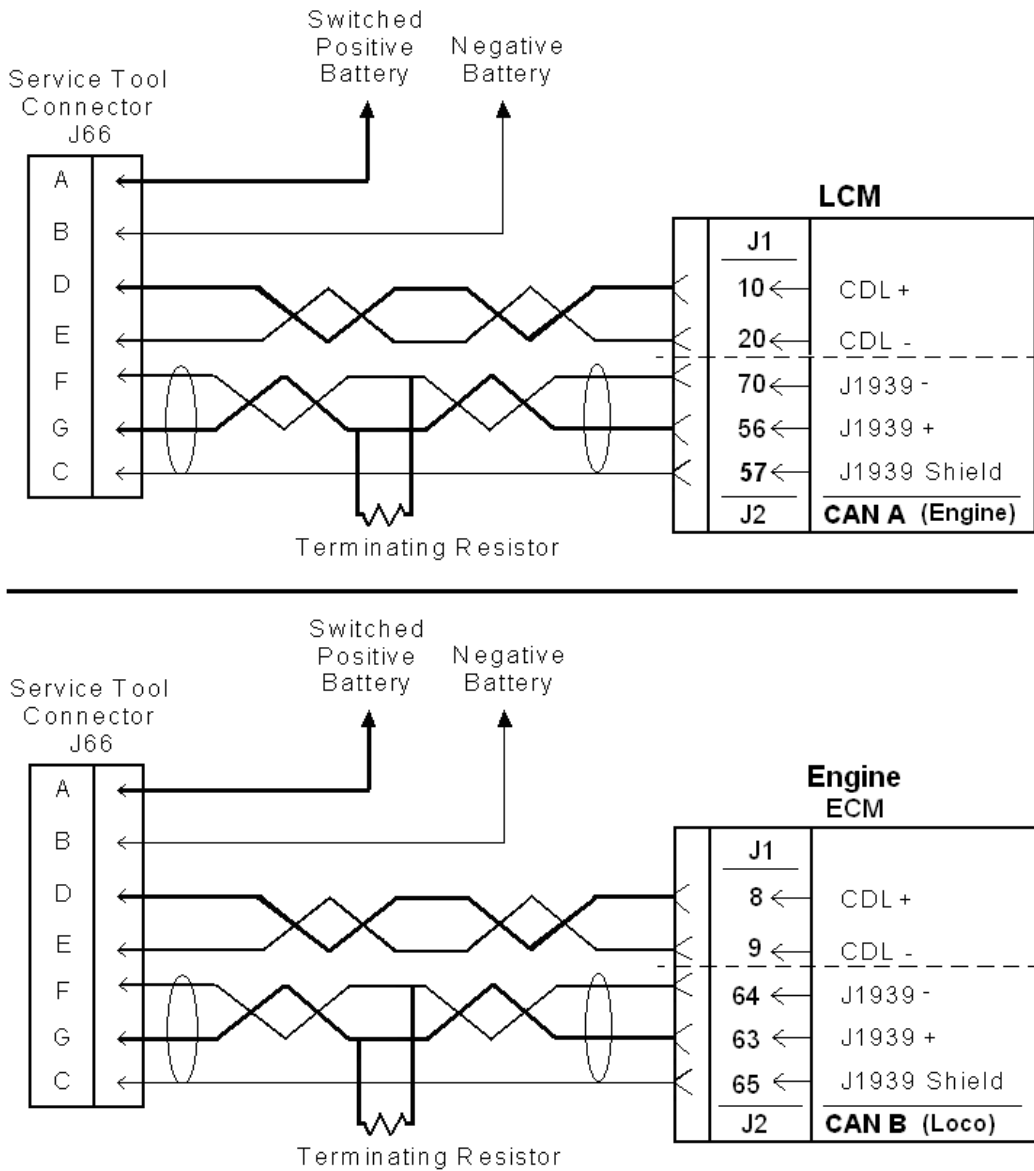 Switched
Positive
Battery
Negative
Battery
Service Tool
Connector
J66
A
B
D
E
F
G
C
LCM
J1
10 CDL +
20 CDL -
70 J1939 -
56 J1939 +
57 J1939 Shield
J2 CAN A (Engine)
Terminating Resistor
Switched
Positive
Battery
Negative
Battery
Service Tool
Connector
J66
A
B
D
E
F
G
C
Engine
ECM
J1
8 CDL +
9 CDL -
64 J1939 -
63 J1939 +
65 J1939 Shield
J2 CAN B (Loco)
Terminating Resistor